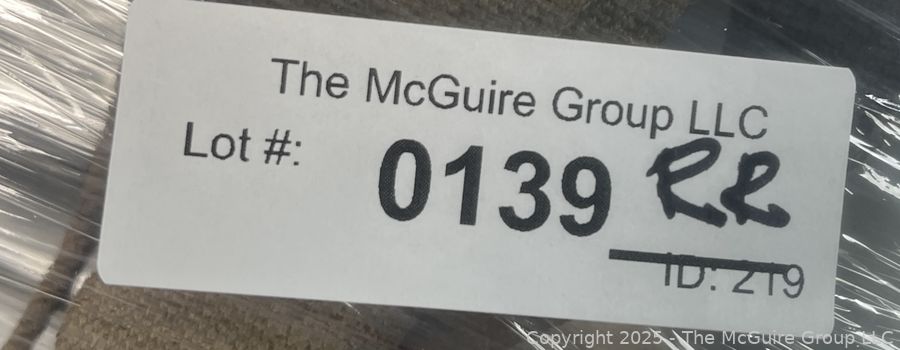 The McGuire Group LLC
Lot #: 0139 RR
ID: 219
Copyright 2025 - The McGuire Group LLC